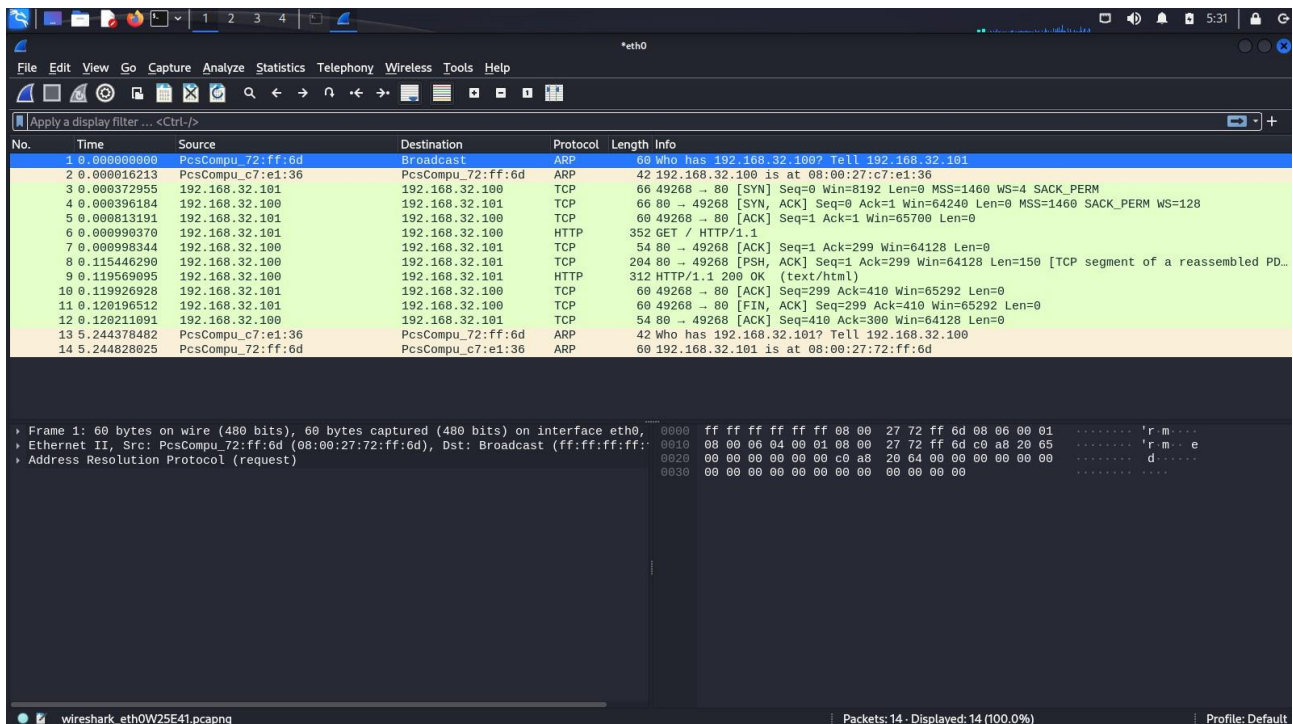 1 2 3 4 5:31
*eth0
File Edit View Go Capture Analyze Statistics Telephony Wireless Tools Help
Apply a display filter ... <Ctrl-/>
No. Time Source Destination Protocol Length Info
1 0.000000000 PcsCompu_72:ff:6d Broadcast ARP 60 Who has 192.168.32.100? Tell 192.168.32.101
2 0.000016213 PcsCompu_c7:e1:36 PcsCompu_72:ff:6d ARP 42 192.168.32.100 is at 08:00:27:c7:e1:36
3 0.000372955 192.168.32.101 192.168.32.100 TCP 66 49268 → 80 [SYN] Seq=0 Win=8192 Len=0 MSS=1460 WS=4 SACK_PERM
4 0.000396184 192.168.32.100 192.168.32.101 TCP 66 80 → 49268 [SYN, ACK] Seq=0 Ack=1 Win=64240 Len=0 MSS=1460 SACK_PERM WS=128
5 0.000813191 192.168.32.101 192.168.32.100 TCP 60 49268 → 80 [ACK] Seq=1 Ack=1 Win=65700 Len=0
6 0.000990370 192.168.32.101 192.168.32.100 HTTP 352 GET / HTTP/1.1
7 0.000998344 192.168.32.100 192.168.32.101 TCP 54 80 → 49268 [ACK] Seq=1 Ack=299 Win=64128 Len=0
8 0.115446290 192.168.32.100 192.168.32.101 TCP 204 80 → 49268 [PSH, ACK] Seq=1 Ack=299 Win=64128 Len=150 [TCP segment of a reassembled PD…
9 0.119569095 192.168.32.100 192.168.32.101 HTTP 312 HTTP/1.1 200 OK (text/html)
10 0.119926928 192.168.32.101 192.168.32.100 TCP 60 49268 → 80 [ACK] Seq=299 Ack=410 Win=65292 Len=0
11 0.120196512 192.168.32.101 192.168.32.100 TCP 60 49268 → 80 [FIN, ACK] Seq=299 Ack=410 Win=65292 Len=0
12 0.120211091 192.168.32.100 192.168.32.101 TCP 54 80 → 49268 [ACK] Seq=410 Ack=300 Win=64128 Len=0
13 5.244378482 PcsCompu_c7:e1:36 PcsCompu_72:ff:6d ARP 42 Who has 192.168.32.101? Tell 192.168.32.100
14 5.244828025 PcsCompu_72:ff:6d PcsCompu_c7:e1:36 ARP 60 192.168.32.101 is at 08:00:27:72:ff:6d
Frame 1: 60 bytes on wire (480 bits), 60 bytes captured (480 bits) on interface eth0,
Ethernet II, Src: PcsCompu_72:ff:6d (08:00:27:72:ff:6d), Dst: Broadcast (ff:ff:ff:ff:
Address Resolution Protocol (request)
0000 ff ff ff ff ff ff 08 00 27 72 ff 6d 08 06 00 01 ········ 'r·m····
0010 08 00 06 04 00 01 08 00 27 72 ff 6d c0 a8 20 65 ········ 'r·m·· e
0020 00 00 00 00 00 00 c0 a8 20 64 00 00 00 00 00 00 ········ d······
0030 00 00 00 00 00 00 00 00 00 00 00 00 ········ ····
wireshark_eth0W25E41.pcapng Packets: 14 · Displayed: 14 (100.0%) Profile: Default